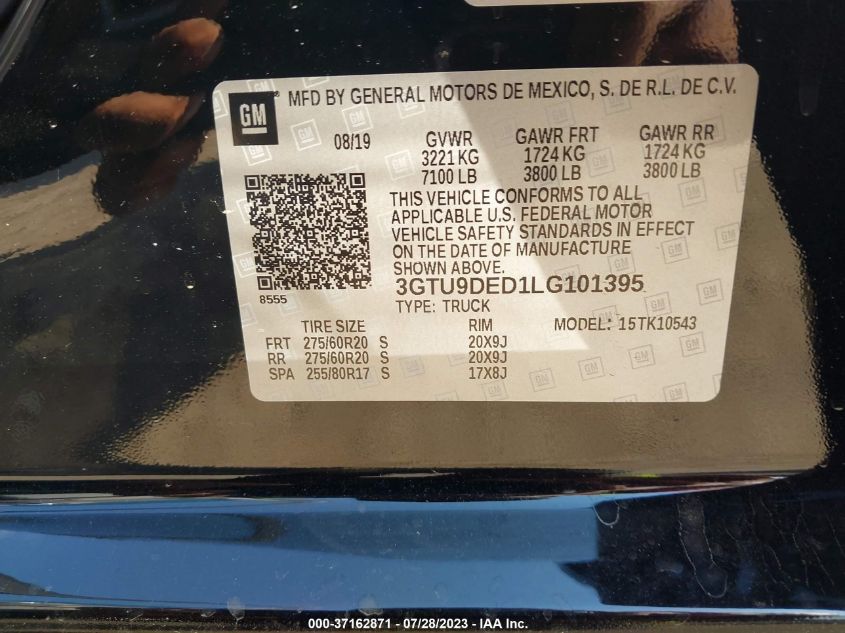 GM MFD BY GENERAL MOTORS DE MEXICO, S. DE R.L. DE C.V.
08/19 GVWR GAWR FRT GAWR RR
3221 KG 1724 KG 1724 KG
7100 LB 3800 LB 3800 LB
THIS VEHICLE CONFORMS TO ALL
APPLICABLE U.S. FEDERAL MOTOR
VEHICLE SAFETY STANDARDS IN EFFECT
ON THE DATE OF MANUFACTURE
SHOWN ABOVE.
8555 3GTU9DED1LG101395
TYPE: TRUCK
TIRE SIZE RIM MODEL: 15TK10543
FRT 275/60R20 S 20X9J
RR 275/60R20 S 20X9J
SPA 255/80R17 S 17X8J
000-37162871 - 07/28/2023 - IAA Inc.